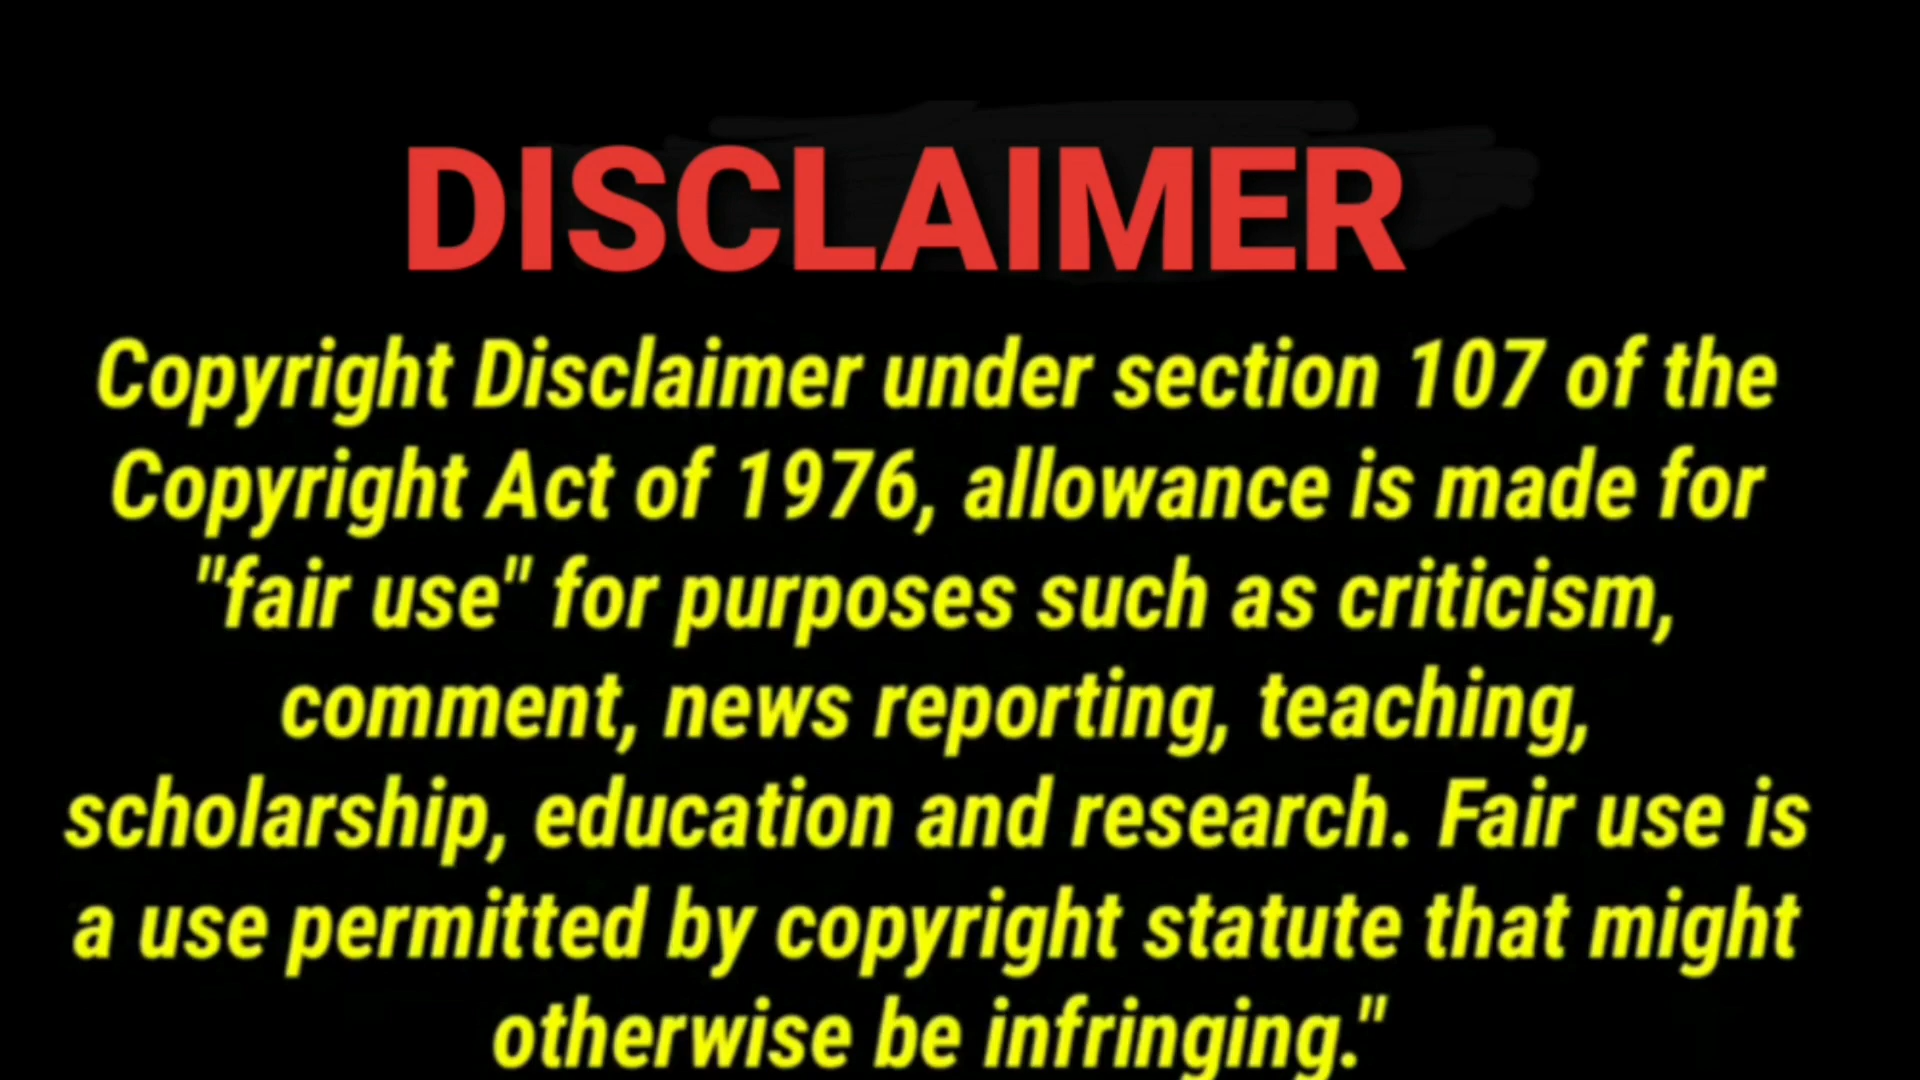 DISCLAIMER
Copyright Disclaimer under section 107 of the
Copyright Act of 1976, allowance is made for
"fair use" for purposes such as criticism,
comment, news reporting, teaching,
scholarship, education and research. Fair use is
a use permitted by copyright statute that might
otherwise be infringing."